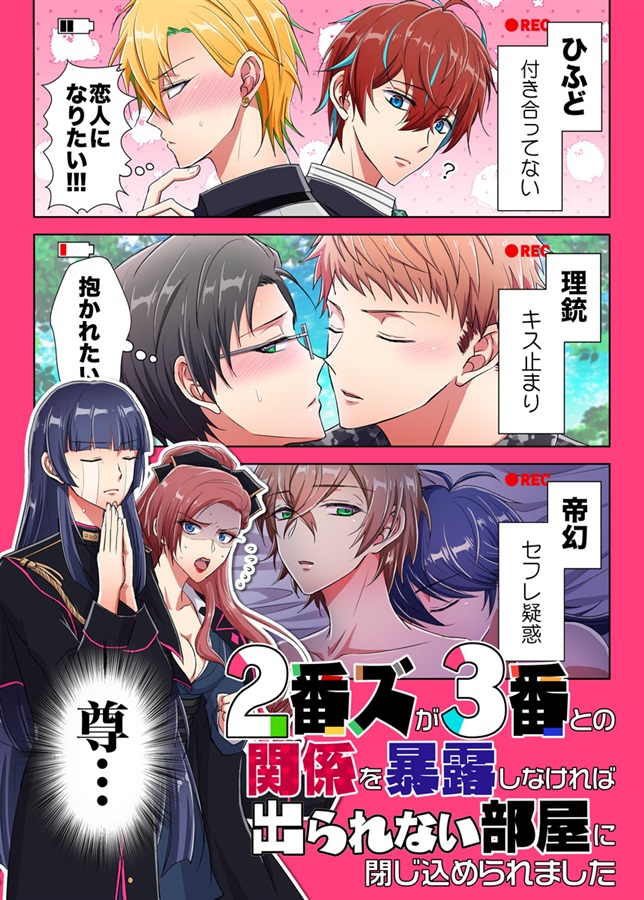 REC
ひふど
付き合ってない
恋人に
なりたい!!!
?
REC
理銃
キス止まり
抱かれたい
REC
帝幻
セフレ疑惑
尊…
2番ズが3番との
関係を暴露しなければ
出られない部屋に
閉じ込められました